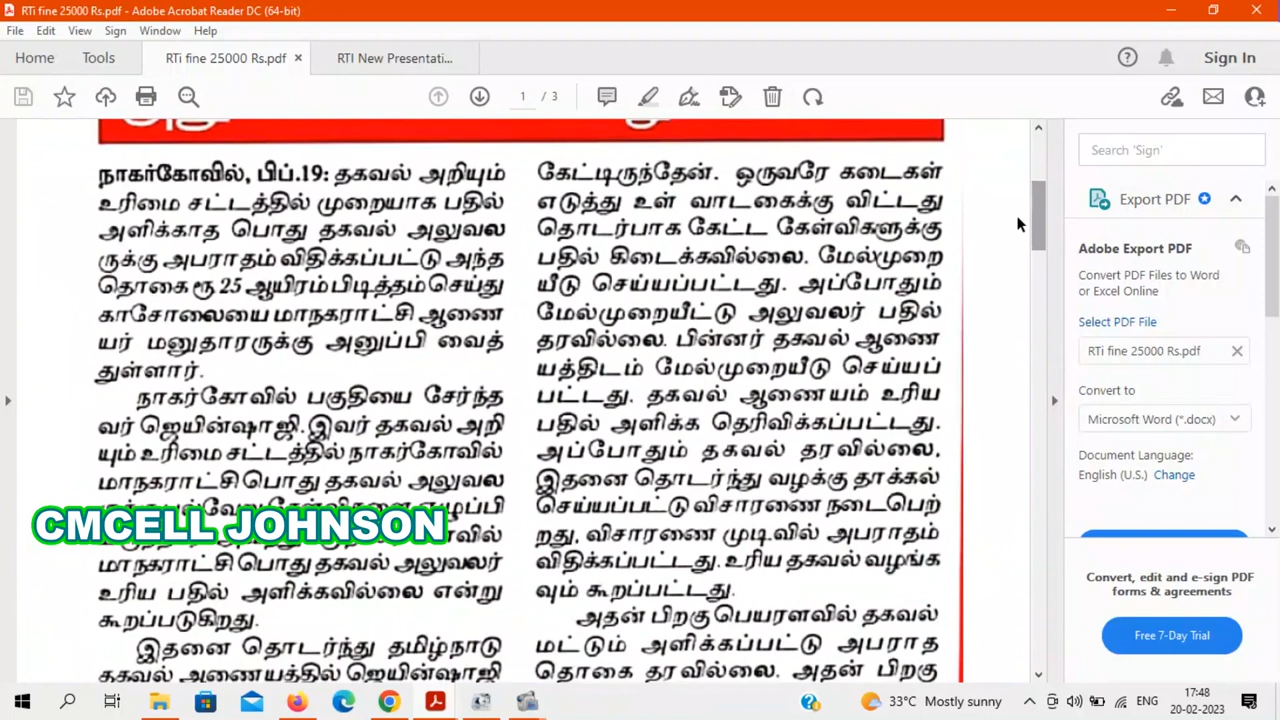 RTi fine 25000 Rs.pdf - Adobe Acrobat Reader DC (64-bit)
File Edit View Sign Window Help
Home Tools RTi fine 25000 Rs.pdf × RTI New Presentati... Sign In
1 / 3
நாகர்கோவில், பிப்.19: தகவல் அறியும்
உரிமை சட்டத்தில் முறையாக பதில்
அளிக்காத பொது தகவல் அலுவல
ருக்கு அபராதம் விதிக்கப்பட்டு அந்த
தொகை ரூ 25 ஆயிரம் பிடித்தம் செய்து
காசோலையை மாநகராட்சி ஆணை
யர் மனுதாரருக்கு அனுப்பி வைத்
துள்ளார்.
நாகர்கோவில் பகுதியை சேர்ந்த
வர் ஜெயின்ஷாஜி. இவர் தகவல் அறி
யும் உரிமை சட்டத்தில் நாகர்கோவில்
மாநகராட்சி பொது தகவல் அலுவல
எழுப்பி
CMCELL JOHNSON
மாநகராட்சி பொது தகவல் அலுவலர்
உரிய பதில் அளிக்கவில்லை என்று
கூறப்படுகிறது.
இதனை தொடர்ந்து தமிழ்நாடு
தகவல் ஆணையத்தில் ஜெயின்ஷாஜி
கேட்டிருந்தேன். ஒருவரே கடைகள்
எடுத்து உள் வாடகைக்கு விட்டது
தொடர்பாக கேட்ட கேள்விகளுக்கு
பதில் கிடைக்கவில்லை. மேல்முறை
யீடு செய்யப்பட்டது. அப்போதும்
மேல்முறையீட்டு அலுவலர் பதில்
தரவில்லை. பின்னர் தகவல் ஆணை
யத்திடம் மேல்முறையீடு செய்யப்
பட்டது. தகவல் ஆணையம் உரிய
பதில் அளிக்க தெரிவிக்கப்பட்டது.
அப்போதும் தகவல் தரவில்லை,
இதனை தொடர்ந்து வழக்கு தாக்கல்
செய்யப்பட்டு விசாரணை நடைபெற்
றது, விசாரணை முடிவில் அபராதம்
விதிக்கப்பட்டது. உரிய தகவல் வழங்க
வும் கூறப்பட்டது.
அதன் பிறகு பெயரளவில் தகவல்
மட்டும் அளிக்கப்பட்டு அபராத
தொகை தரவில்லை. அதன் பிறகு
Search 'Sign'
Export PDF
Adobe Export PDF
Convert PDF Files to Word
or Excel Online
Select PDF File
RTi fine 25000 Rs.pdf ×
Convert to
Microsoft Word (*.docx)
Document Language:
English (U.S.) Change
Convert, edit and e-sign PDF
forms & agreements
Free 7-Day Trial
33°C Mostly sunny
ENG
17:48
20-02-2023